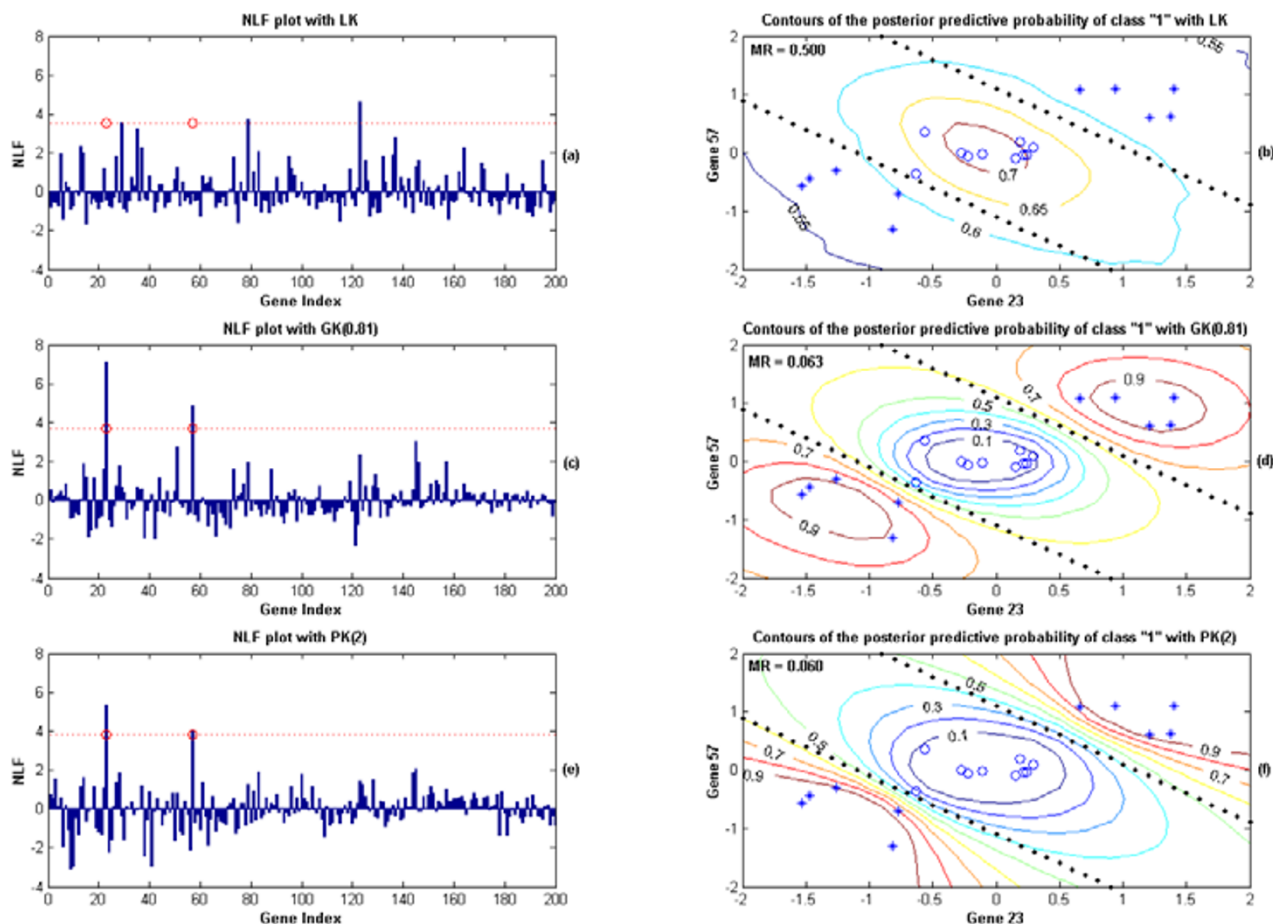 NLF plot with LK
8
6
4
2
0
-2
-4
NLF
0 20 40 60 80 100 120 140 160 180 200
Gene Index
(a)
Contours of the posterior predictive probability of class "1" with LK
MR = 0.500
2
1
0
-1
-2
Gene 57
0.55
0.7
0.65
0.6
0.55
-2 -1.5 -1 -0.5 0 0.5 1 1.5 2
Gene 23
(b)
NLF plot with GK(0.81)
8
6
4
2
0
-2
-4
NLF
0 20 40 60 80 100 120 140 160 180 200
Gene Index
(c)
Contours of the posterior predictive probability of class "1" with GK(0.81)
MR = 0.063
2
1
0
-1
-2
Gene 57
0.7
0.9
0.5
0.3
0.1
0.7
0.9
-2 -1.5 -1 -0.5 0 0.5 1 1.5 2
Gene 23
(d)
NLF plot with PK(2)
8
6
4
2
0
-2
-4
NLF
0 20 40 60 80 100 120 140 160 180 200
Gene Index
(e)
Contours of the posterior predictive probability of class "1" with PK(2)
MR = 0.060
2
1
0
-1
-2
Gene 57
0.5
0.3
0.1
0.5
0.7
0.9
0.9
0.7
-2 -1.5 -1 -0.5 0 0.5 1 1.5 2
Gene 23
(f)